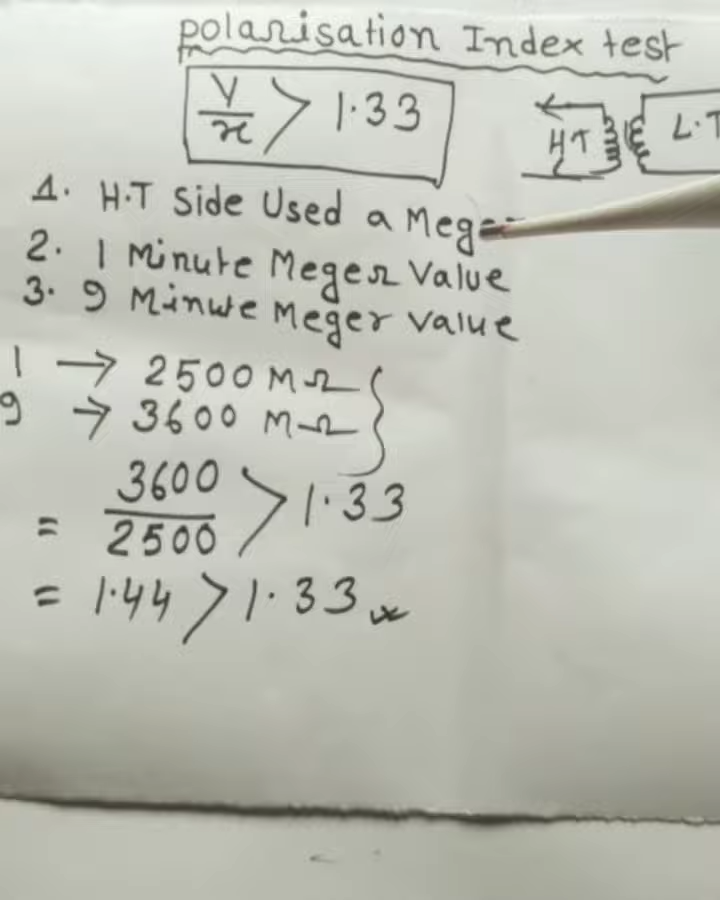 polarisation Index test
y/x > 1.33
HT
L.T
1. H.T Side Used a Meger
2. 1 Minute Meger Value
3. 9 Minute Meger value
1 → 2500 MΩ
9 → 3600 MΩ
= 3600/2500 > 1.33
= 1.44 > 1.33